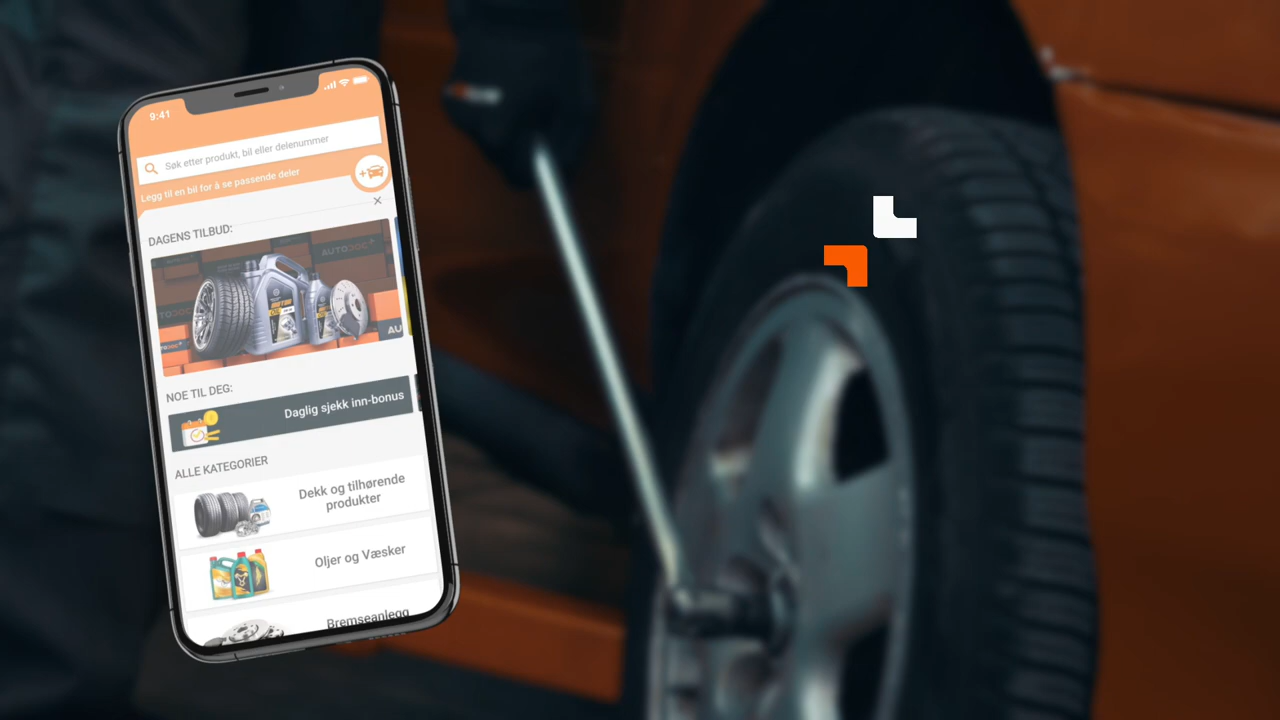 9:41
Søk etter produkt, bil eller delenummer
Legg til en bil for å se passende deler
DAGENS TILBUD:
AUTODOC
NOE TIL DEG:
Daglig sjekk inn-bonus
ALLE KATEGORIER
Dekk og tilhørende
produkter
Oljer og Væsker
Bremseanlegg